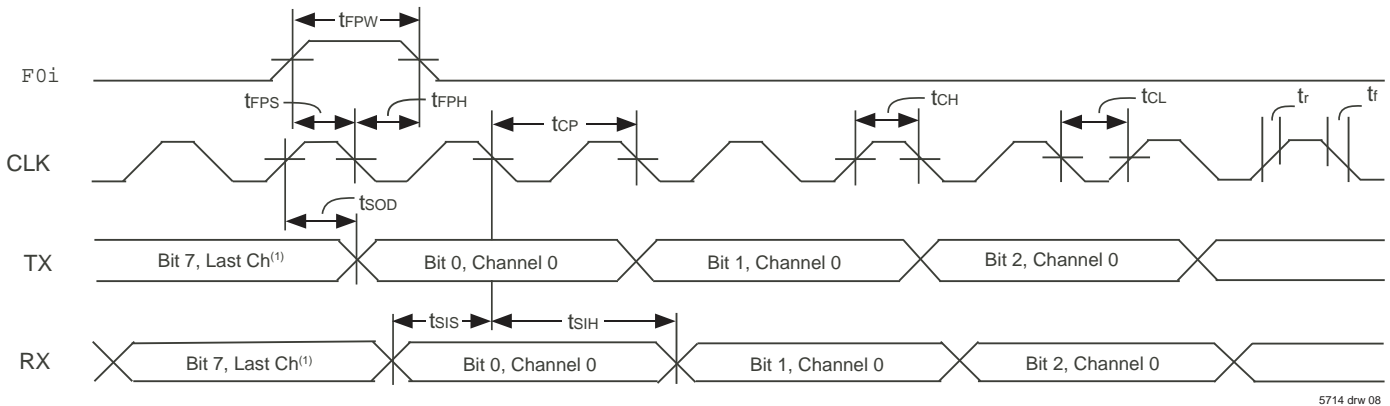 tFPW
F0i
tFPS
tFPH
tCP
tCH
tCL
tr
tf
CLK
tSOD
TX
Bit 7, Last Ch(1)
Bit 0, Channel 0
Bit 1, Channel 0
Bit 2, Channel 0
tSIS
tSIH
RX
Bit 7, Last Ch(1)
Bit 0, Channel 0
Bit 1, Channel 0
Bit 2, Channel 0
5714 drw 08